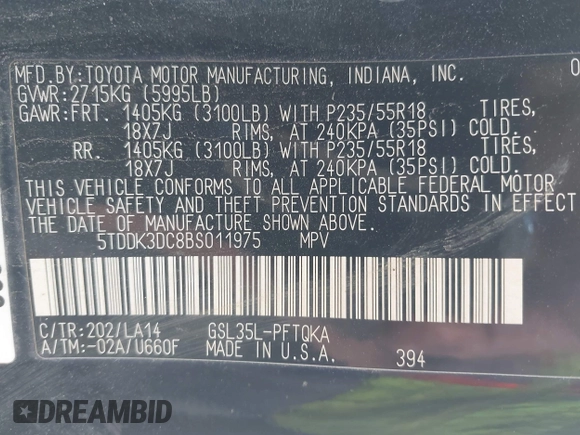 MFD.BY:TOYOTA MOTOR MANUFACTURING, INDIANA, INC. 0
GVWR:2715KG (5995LB)
GAWR:FRT. 1405KG (3100LB) WITH P235/55R18 TIRES,
18X7J RIMS, AT 240KPA (35PSI) COLD.
RR. 1405KG (3100LB) WITH P235/55R18 TIRES,
18X7J RIMS, AT 240KPA (35PSI) COLD.
THIS VEHICLE CONFORMS TO ALL APPLICABLE FEDERAL MOTOR
VEHICLE SAFETY AND THEFT PREVENTION STANDARDS IN EFFECT
THE DATE OF MANUFACTURE SHOWN ABOVE.
5TDDK3DC8BS011975 MPV
C/TR:202/LA14 GSL35L-PFTQKA
A/TM:-02A/U660F MADE IN U.S.A. 394
DREAMBID